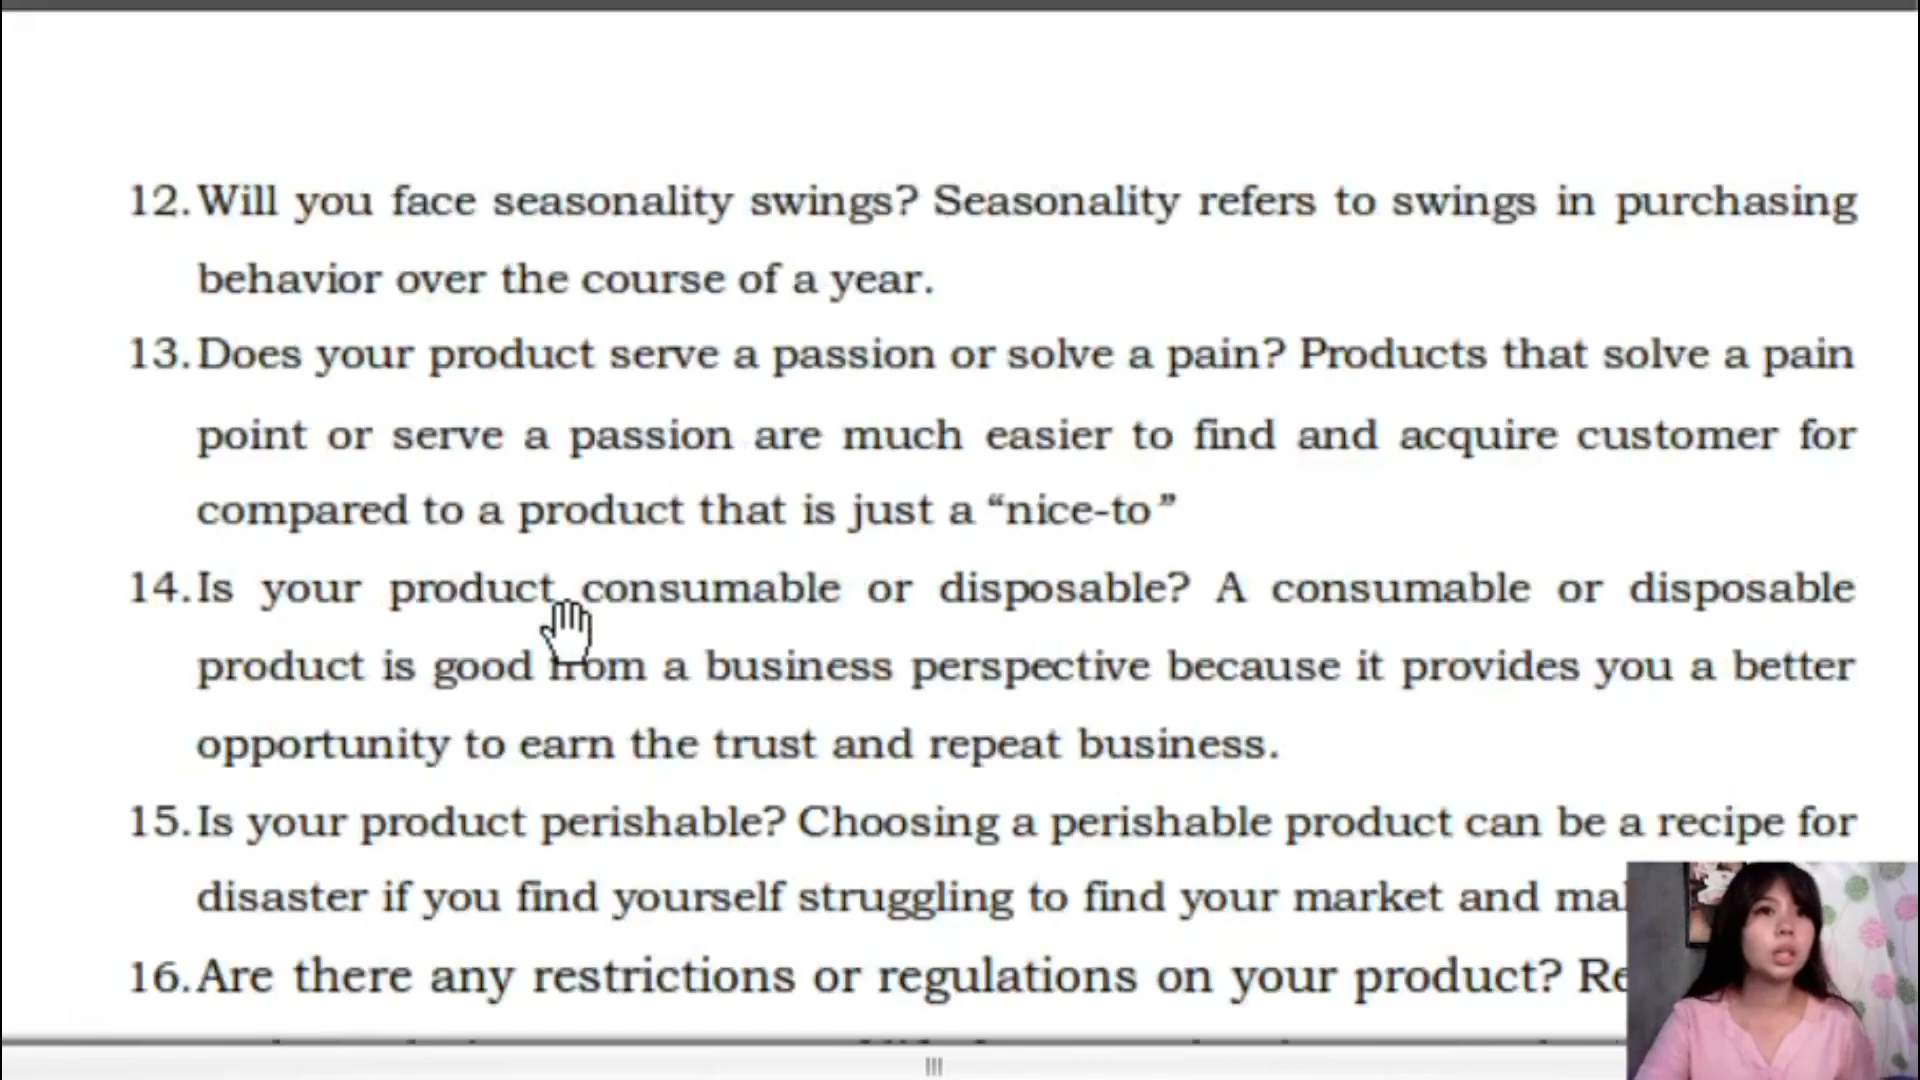 12. Will you face seasonality swings? Seasonality refers to swings in purchasing
behavior over the course of a year.
13. Does your product serve a passion or solve a pain? Products that solve a pain
point or serve a passion are much easier to find and acquire customer for
compared to a product that is just a “nice-to”
14. Is your product consumable or disposable? A consumable or disposable
product is good from a business perspective because it provides you a better
opportunity to earn the trust and repeat business.
15. Is your product perishable? Choosing a perishable product can be a recipe for
disaster if you find yourself struggling to find your market and
16. Are there any restrictions or regulations on your product?